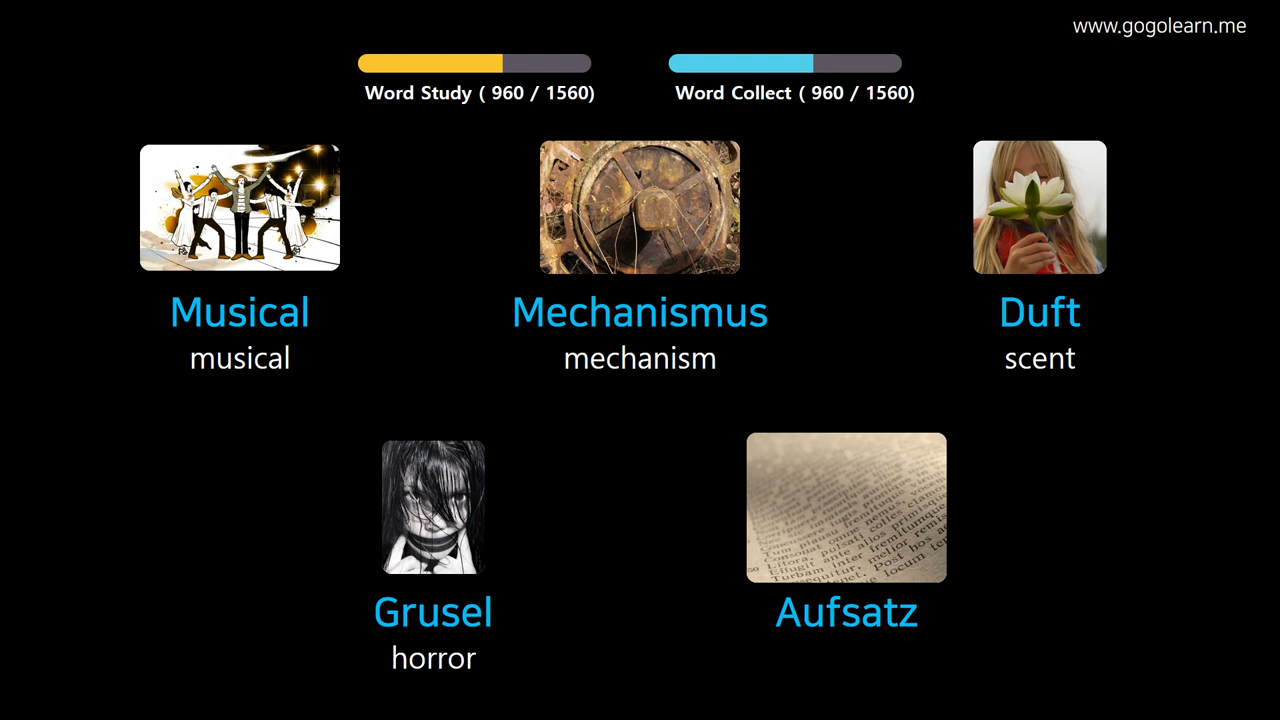 www.gogolearn.me
Word Study ( 960 / 1560)
Word Collect ( 960 / 1560)
Musical
musical
Mechanismus
mechanism
Duft
scent
Grusel
horror
Aufsatz